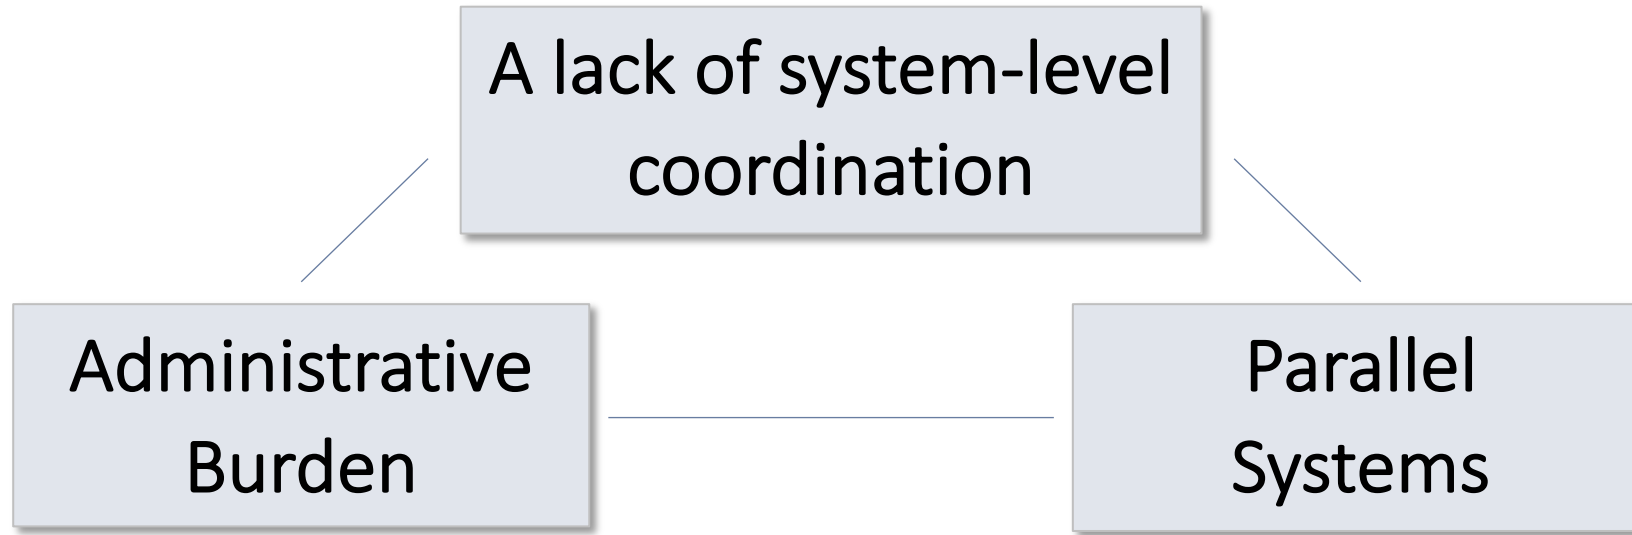 A lack of system-level
coordination
Administrative
Burden
Parallel
Systems